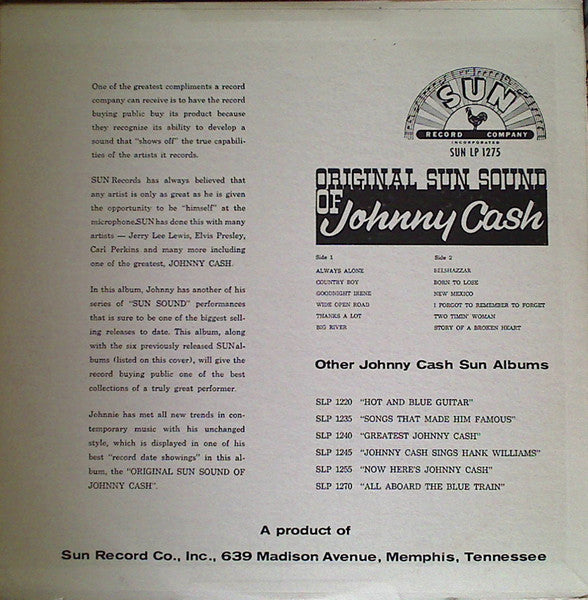 One of the greatest compliments a record
company can receive is to have the record
buying public buy its product because
they recognize its ability to develop a
sound that "shows off" the true capabili-
ties of the artists it records.
SUN Records has always believed that
any artist is only as great as he is given
the opportunity to be "himself" at the
microphone.SUN has done this with many
artists — Jerry Lee Lewis, Elvis Presley,
Carl Perkins and many more including
one of the greatest, JOHNNY CASH.
In this album, Johnny has another of his
series of "SUN SOUND" performances
that is sure to be one of the biggest sell-
ing releases to date. This album, along
with the six previously released SUN al-
bums (listed on this cover), will give the
record buying public one of the best
collections of a truly great performer.
Johnnie has met all new trends in con-
temporary music with his unchanged
style, which is displayed in one of his
best "record date showings" in this al-
bum, the "ORIGINAL SUN SOUND OF
JOHNNY CASH".
SUN
RECORD COMPANY
INCORPORATED
SUN LP 1275
ORIGINAL SUN SOUND
OF Johnny Cash
Side 1
ALWAYS ALONE
COUNTRY BOY
GOODNIGHT IRENE
WIDE OPEN ROAD
THANKS A LOT
BIG RIVER
Side 2
BELSHAZZAR
BORN TO LOSE
NEW MEXICO
I FORGOT TO REMEMBER TO FORGET
TWO TIMIN' WOMAN
STORY OF A BROKEN HEART
Other Johnny Cash Sun Albums
SLP 1220 "HOT AND BLUE GUITAR"
SLP 1235 "SONGS THAT MADE HIM FAMOUS"
SLP 1240 "GREATEST JOHNNY CASH"
SLP 1245 "JOHNNY CASH SINGS HANK WILLIAMS"
SLP 1255 "NOW HERE'S JOHNNY CASH"
SLP 1270 "ALL ABOARD THE BLUE TRAIN"
A product of
Sun Record Co., Inc., 639 Madison Avenue, Memphis, Tennessee